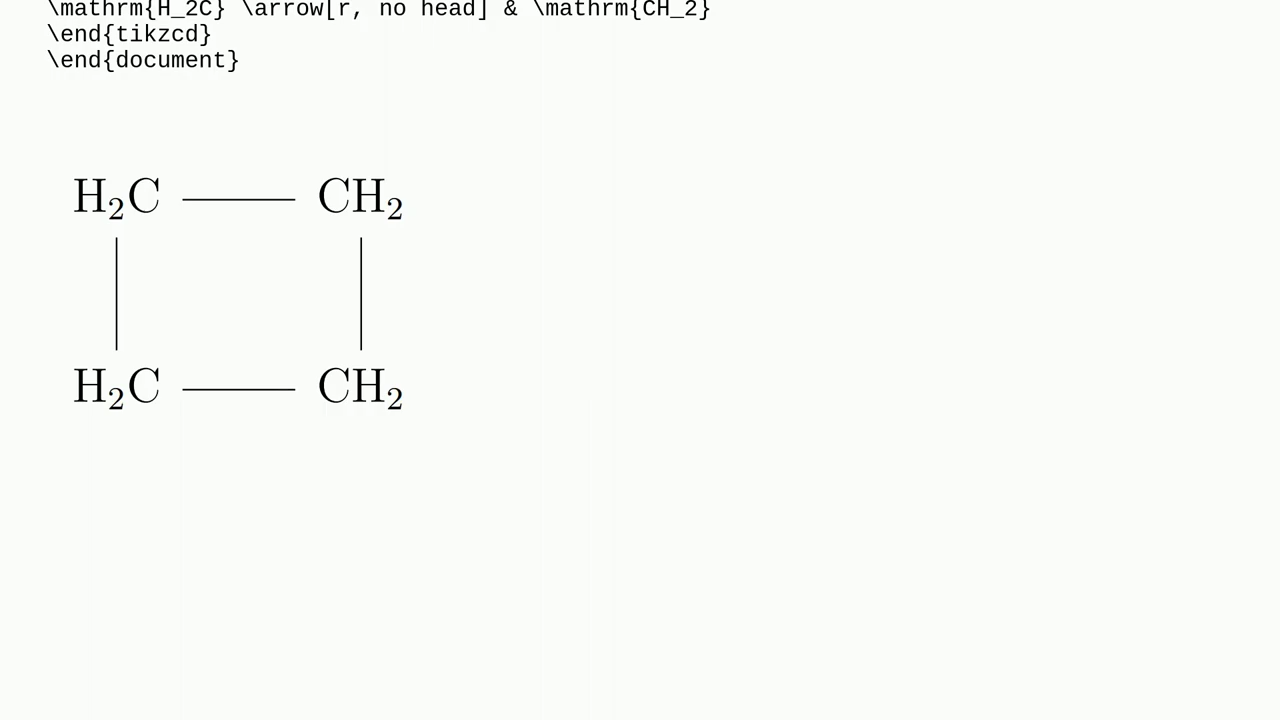 \mathrm{H_2C} \arrow[r, no head] & \mathrm{CH_2}
\end{tikzcd}
\end{document}
H₂C CH₂
H₂C CH₂